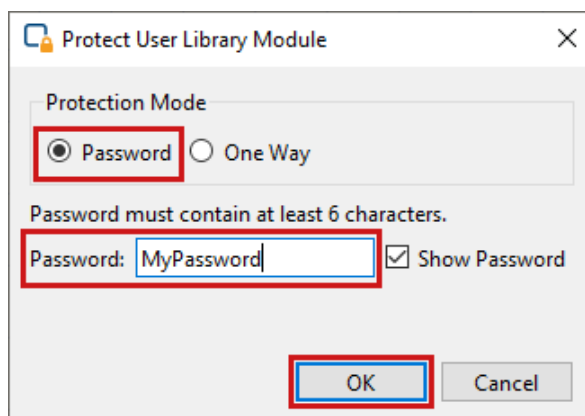 Protect User Library Module
Protection Mode
Password One Way
Password must contain at least 6 characters.
Password: MyPassword Show Password
OK Cancel